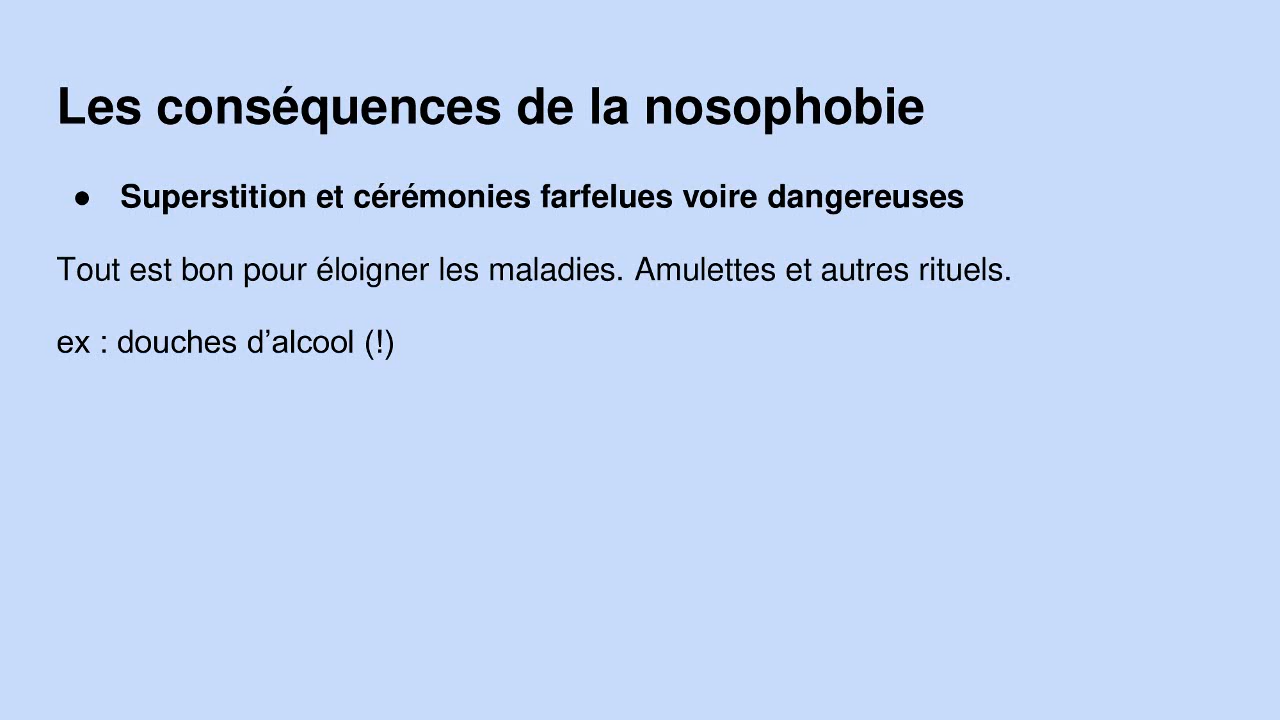 Les conséquences de la nosophobie
● Superstition et cérémonies farfelues voire dangereuses
Tout est bon pour éloigner les maladies. Amulettes et autres rituels.
ex : douches d’alcool (!)